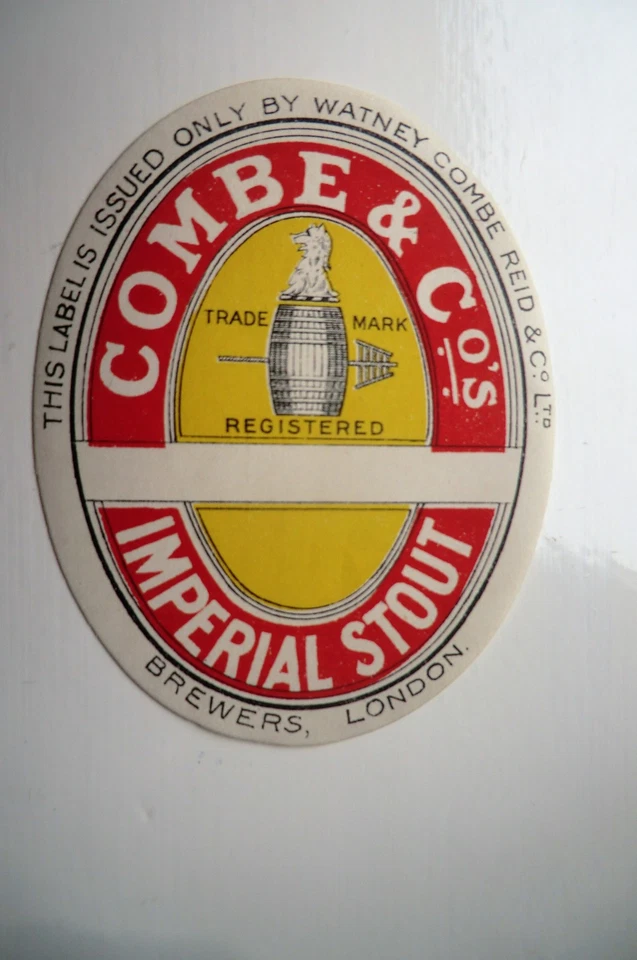 THIS LABEL IS ISSUED ONLY BY WATNEY COMBE REID & Co. LTD.
COMBE & Co's
TRADE MARK
REGISTERED
IMPERIAL STOUT
BREWERS, LONDON.